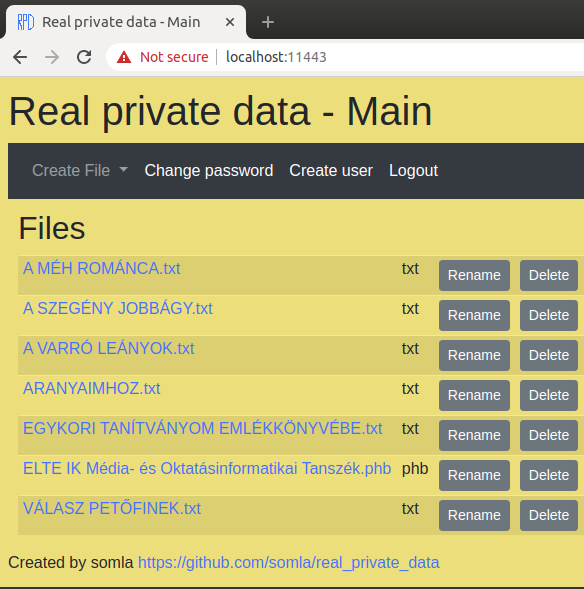 RPD Real private data - Main
Not secure | localhost:11443
Real private data - Main
Create File Change password Create user Logout
Files
A MÉH ROMÁNCA.txt txt Rename Delete
A SZEGÉNY JOBBÁGY.txt txt Rename Delete
A VARRÓ LEÁNYOK.txt txt Rename Delete
ARANYAIMHOZ.txt txt Rename Delete
EGYKORI TANÍTVÁNYOM EMLÉKKÖNYVÉBE.txt txt Rename Delete
ELTE IK Média- és Oktatásinformatikai Tanszék.phb phb Rename Delete
VÁLASZ PETŐFINEK.txt txt Rename Delete
Created by somla https://github.com/somla/real_private_data